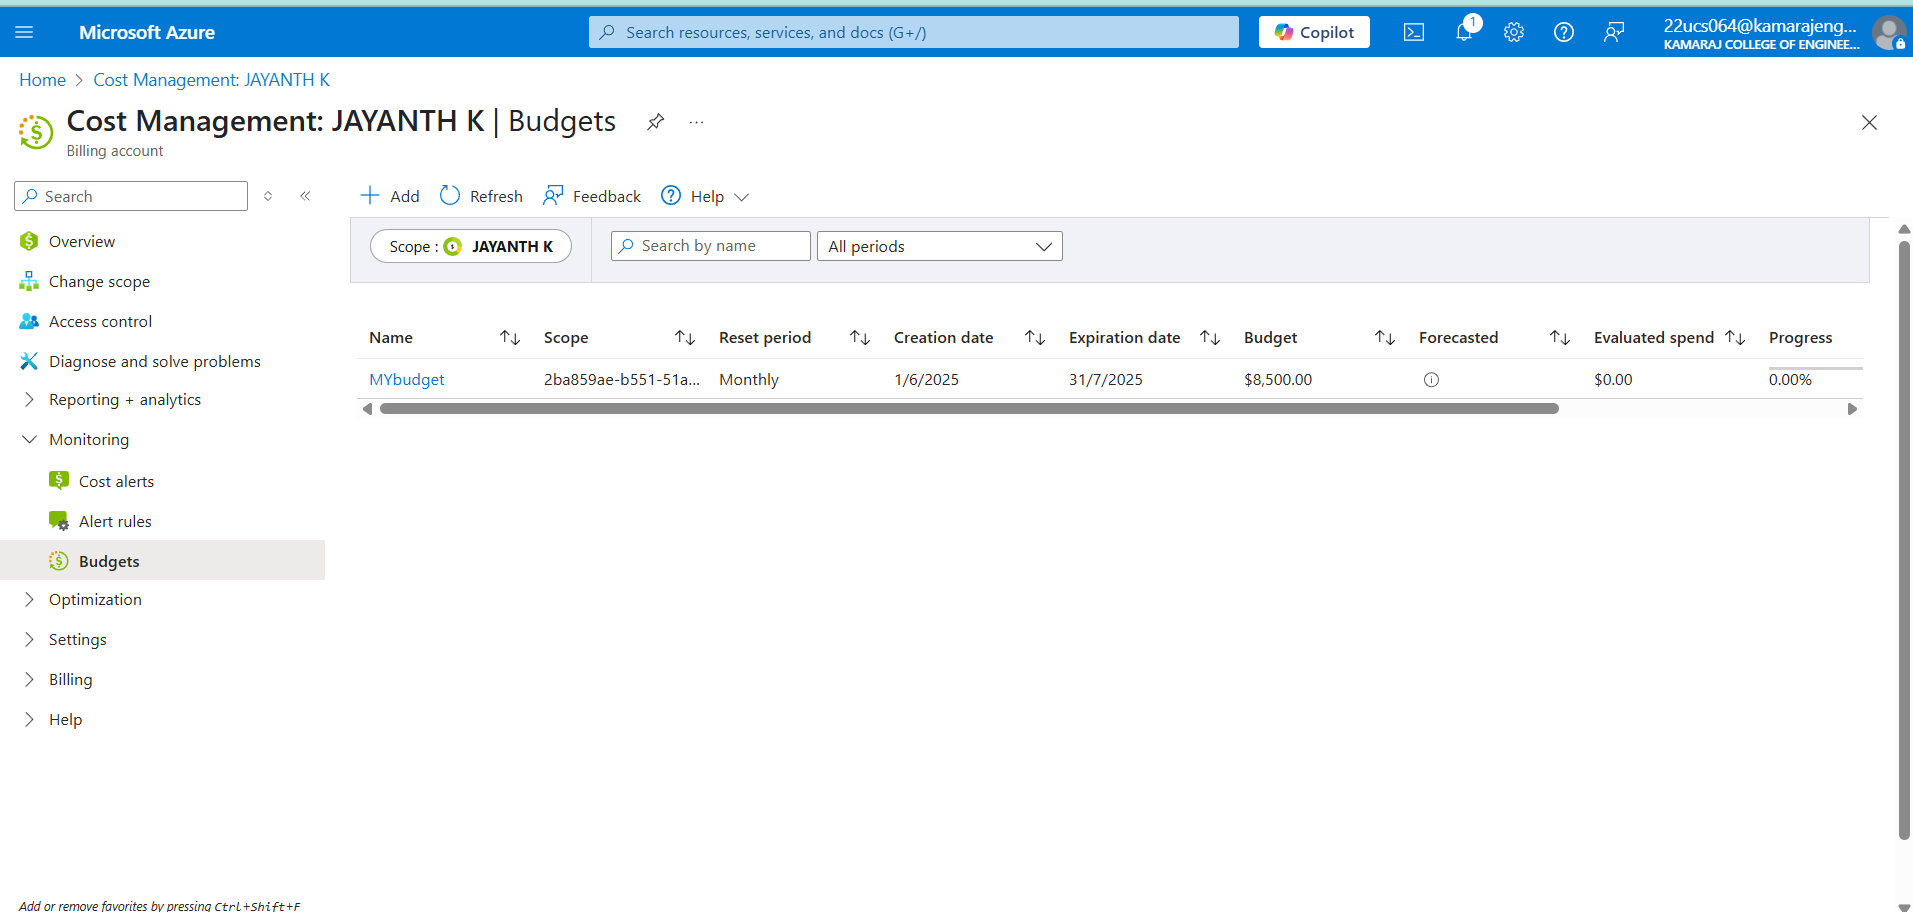 Microsoft Azure
Search resources, services, and docs (G+/)
Copilot
1
22ucs064@kamarajeng...
KAMARAJ COLLEGE OF ENGINEE...
Home > Cost Management: JAYANTH K
Cost Management: JAYANTH K | Budgets
...
Billing account
Search
Add
Refresh
Feedback
Help
Overview
Change scope
Access control
Diagnose and solve problems
Reporting + analytics
Monitoring
Cost alerts
Alert rules
Budgets
Optimization
Settings
Billing
Help
Scope : JAYANTH K
Search by name
All periods
Name Scope Reset period Creation date Expiration date Budget Forecasted Evaluated spend Progress
MYbudget 2ba859ae-b551-51a... Monthly 1/6/2025 31/7/2025 $8,500.00 $0.00 0.00%
Add or remove favorites by pressing Ctrl+Shift+F